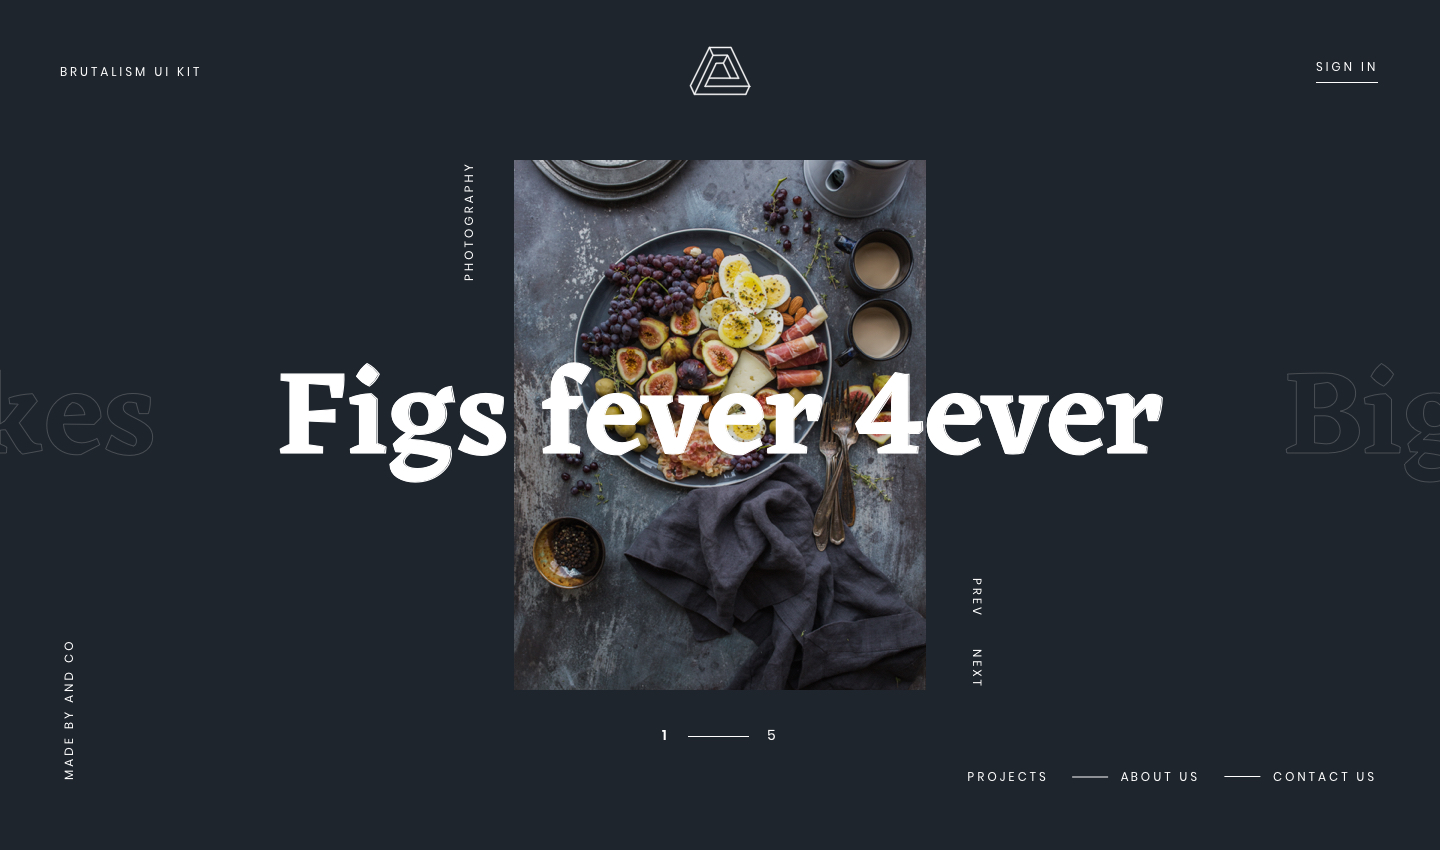 BRUTALISM UI KIT
SIGN IN
PHOTOGRAPHY
kes
Figs fever 4ever
Big
PREV
NEXT
MADE BY AND CO
1
5
PROJECTS
ABOUT US
CONTACT US